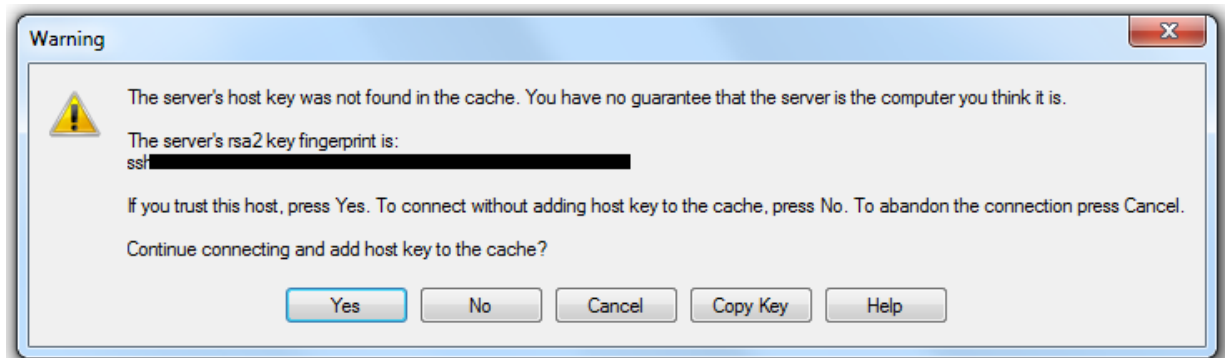 Warning
The server's host key was not found in the cache. You have no guarantee that the server is the computer you think it is.
The server's rsa2 key fingerprint is:
ssh
If you trust this host, press Yes. To connect without adding host key to the cache, press No. To abandon the connection press Cancel.
Continue connecting and add host key to the cache?
Yes No Cancel Copy Key Help